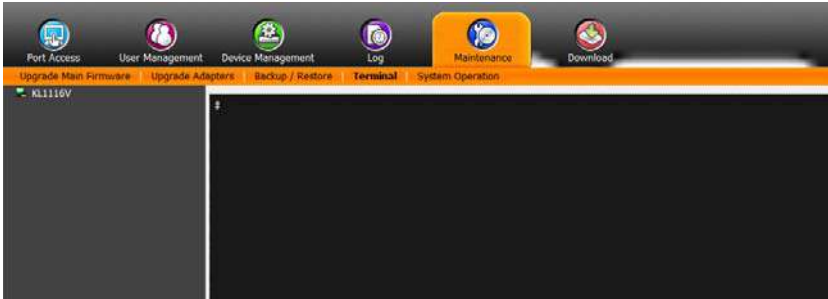 Port Access User Management Device Management Log Maintenance Download
Upgrade Main Firmware Upgrade Adapters Backup / Restore Terminal System Operation
KL1116V
#